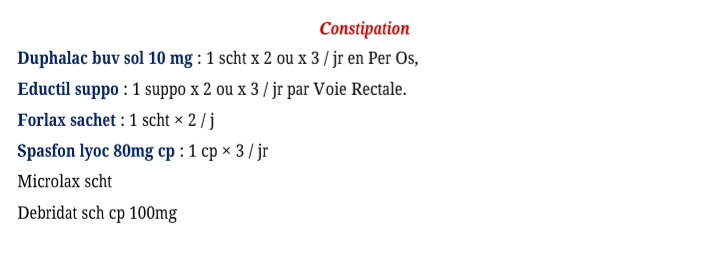 Constipation
Duphalac buv sol 10 mg : 1 scht x 2 ou x 3 / jr en Per Os,
Eductil suppo : 1 suppo x 2 ou x 3 / jr par Voie Rectale.
Forlax sachet : 1 scht × 2 / j
Spasfon lyoc 80mg cp : 1 cp × 3 / jr
Microlax scht
Debridat sch cp 100mg